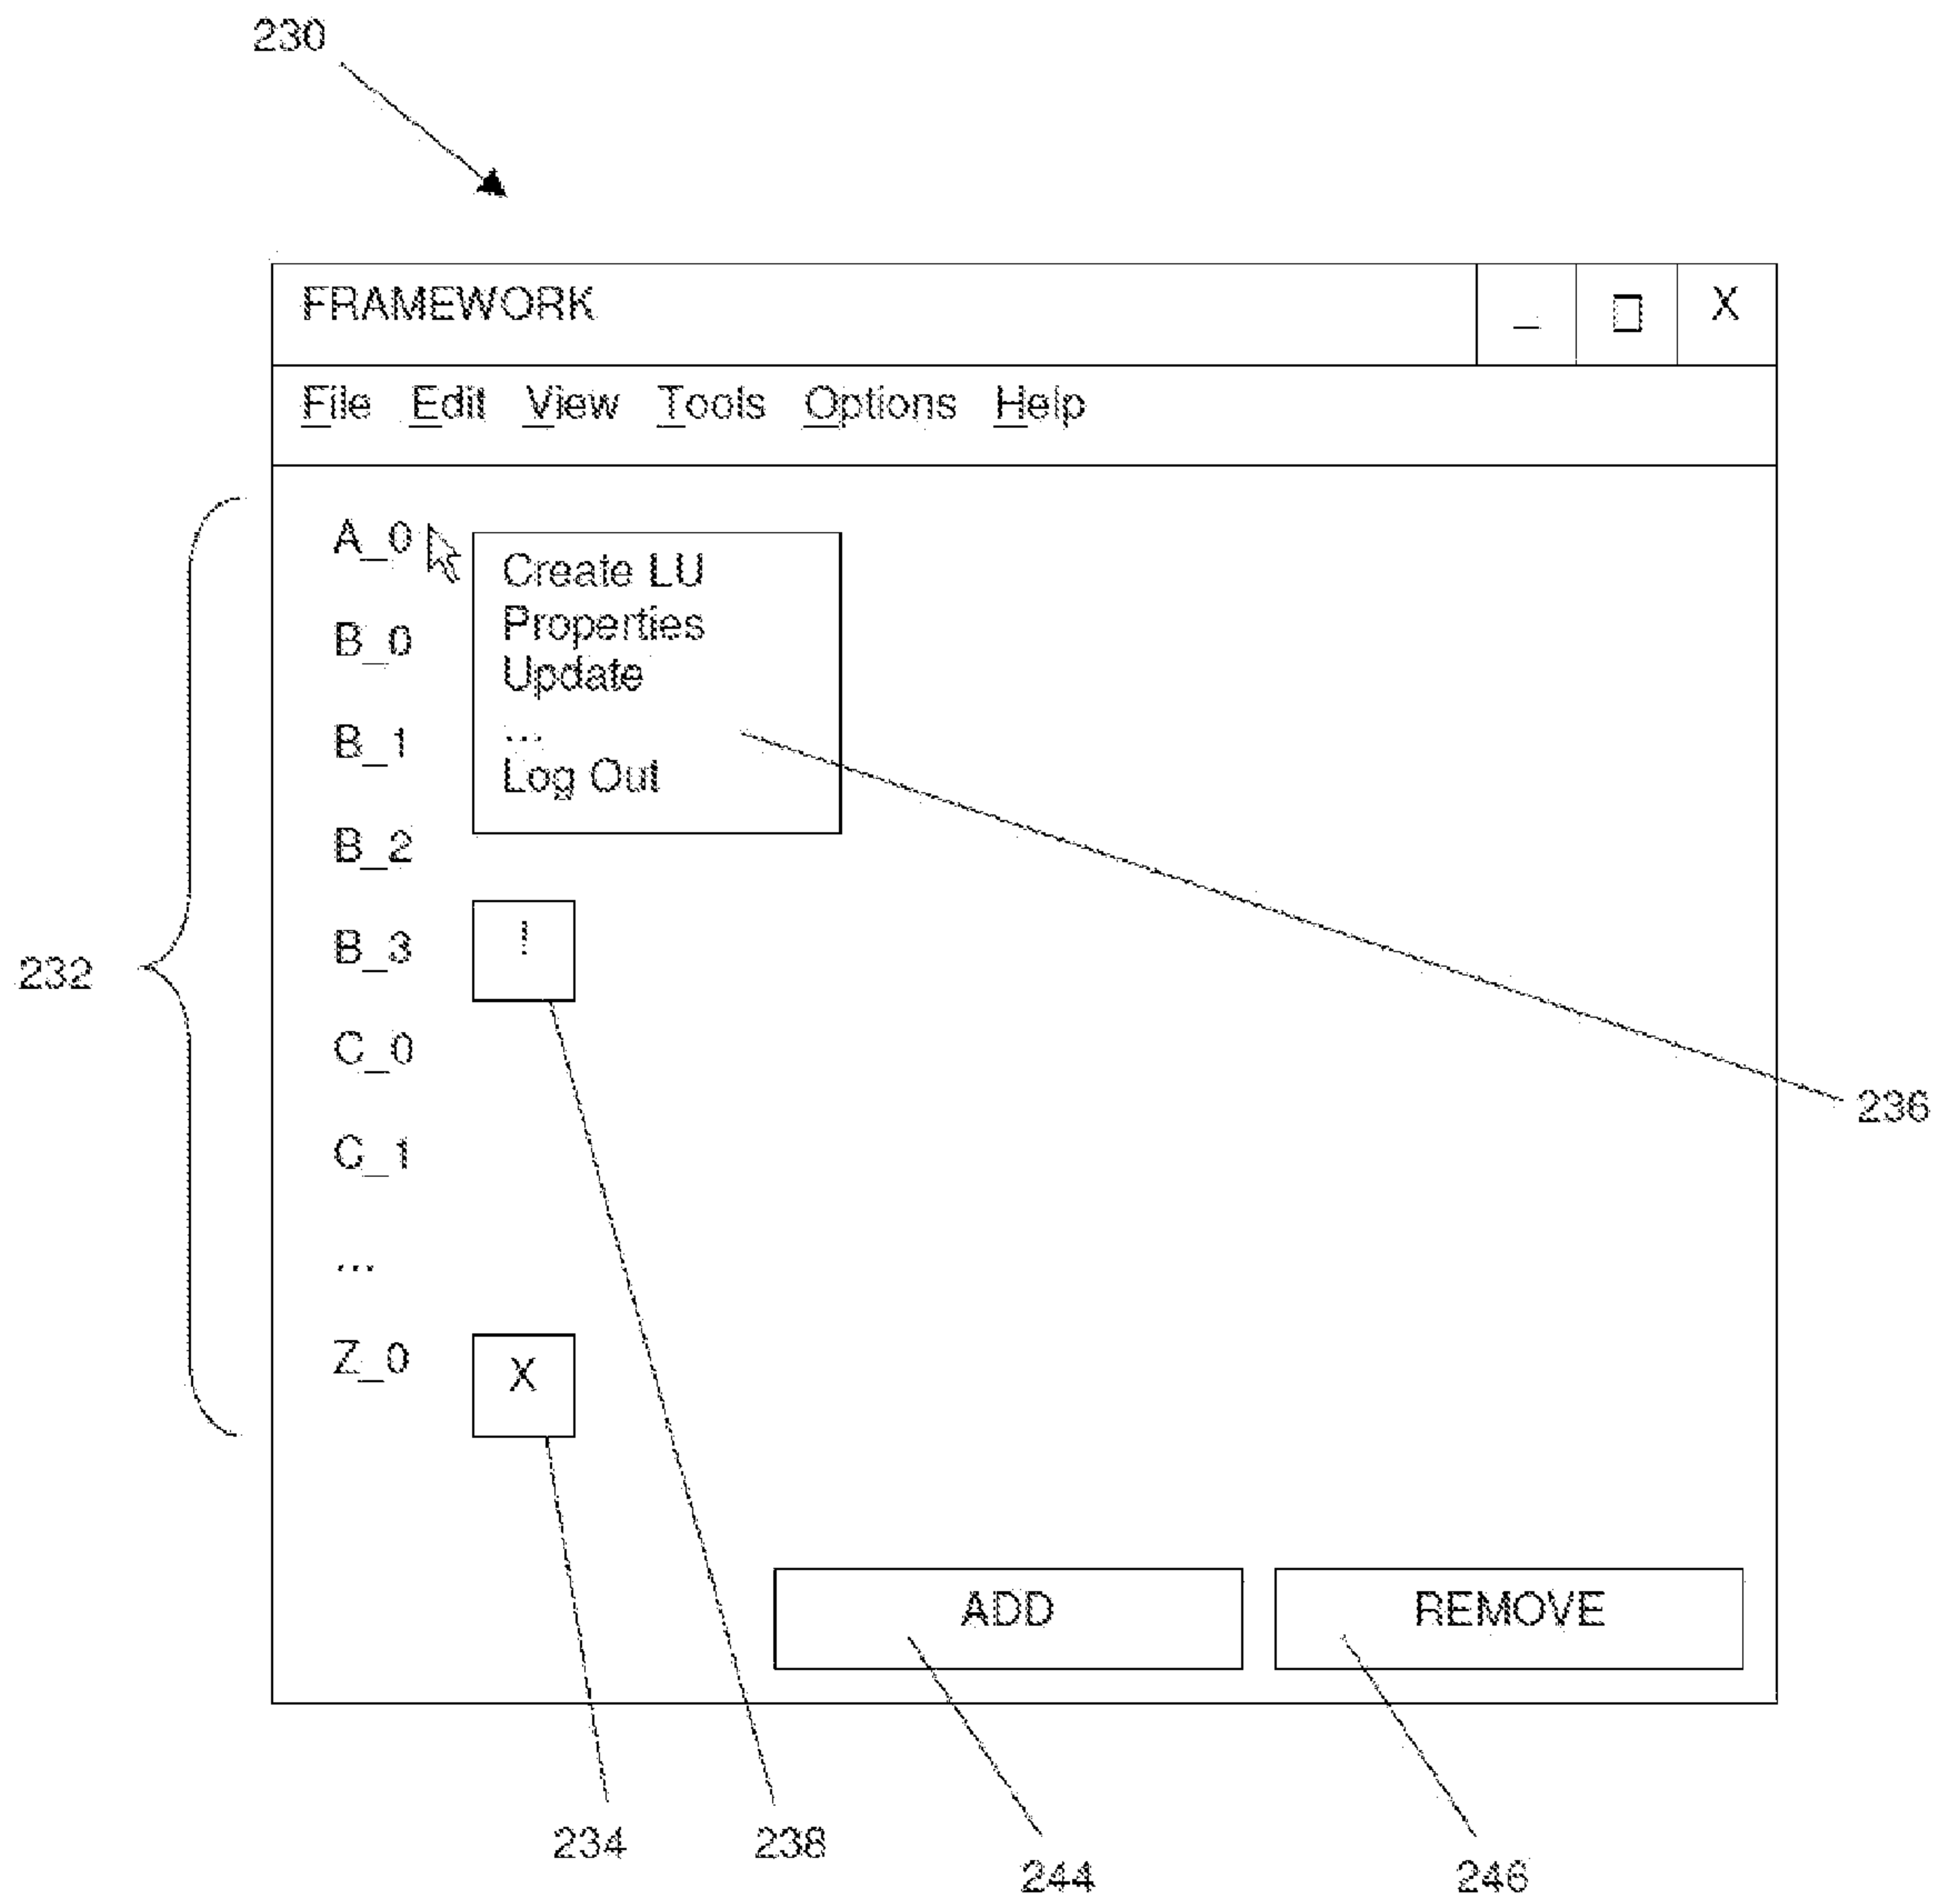 230
FRAMEWORK _ □ X
File Edit View Tools Options Help
A_0
Create LU
Properties
Update
...
Log Out
B_0
B_1
B_2
B_3 !
232
C_0
236
C_1
...
Z_0 X
ADD REMOVE
234 238 244 246